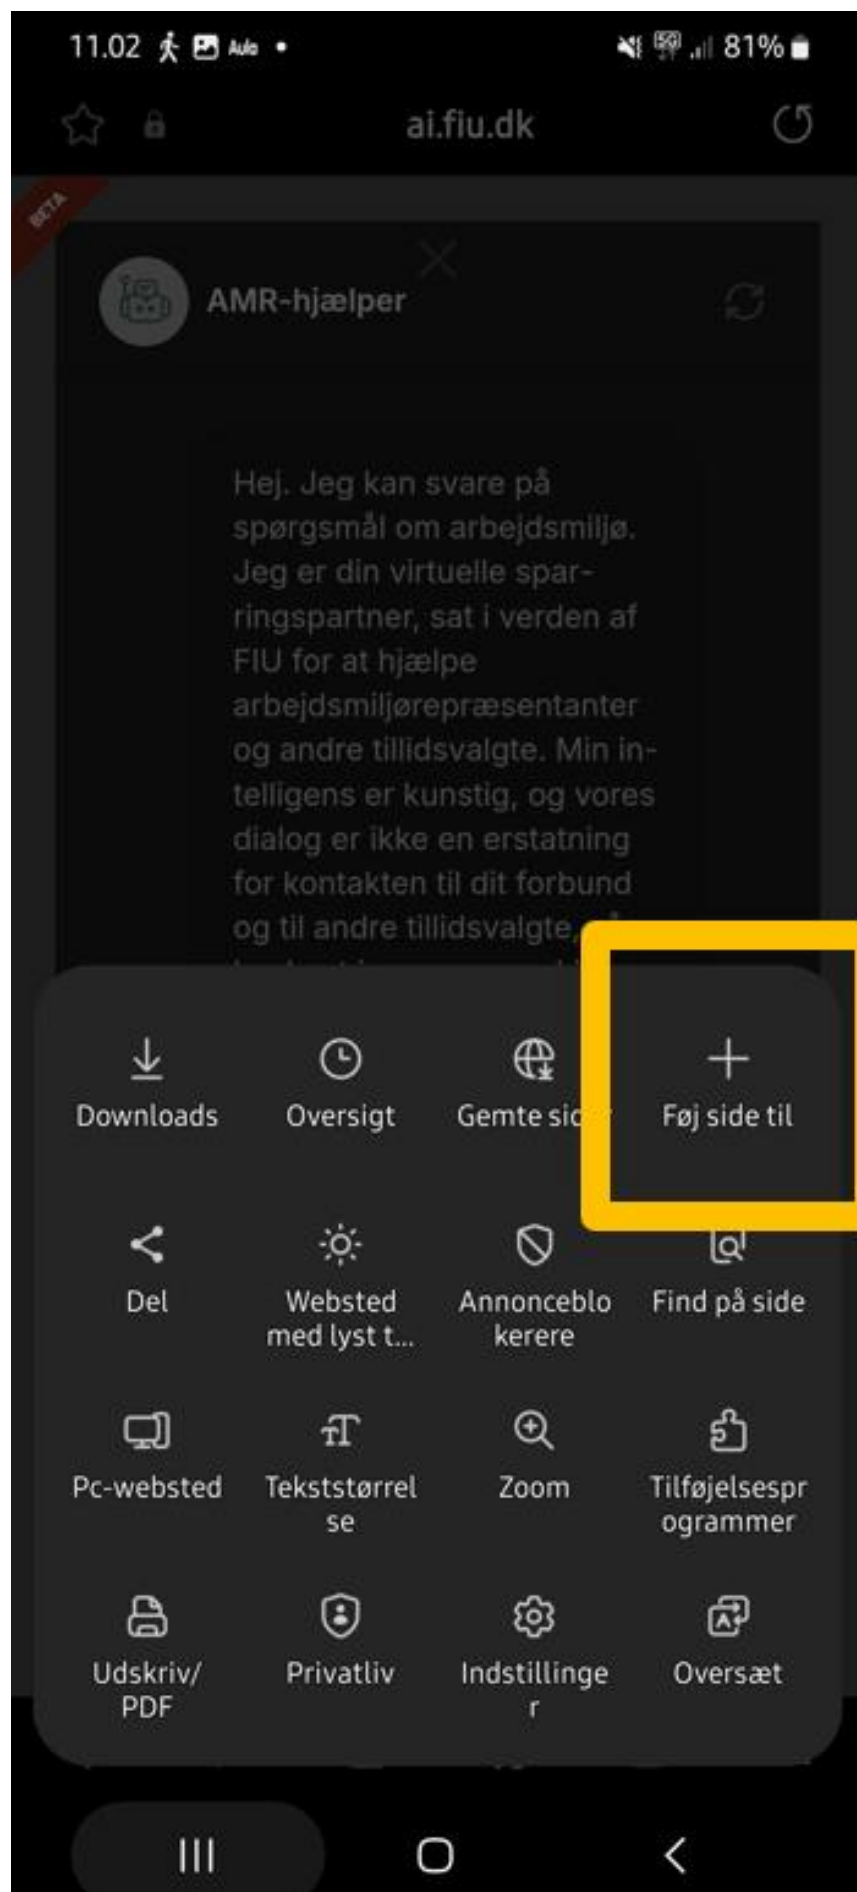 11.02 Aula 5G 81%
ai.fiu.dk
BETA
AMR-hjælper
Hej. Jeg kan svare på
spørgsmål om arbejdsmiljø.
Jeg er din virtuelle spar-
ringspartner, sat i verden af
FIU for at hjælpe
arbejdsmiljørepræsentanter
og andre tillidsvalgte. Min in-
telligens er kunstig, og vores
dialog er ikke en erstatning
for kontakten til dit forbund
og til andre tillidsvalgte,
Downloads
Oversigt
Gemte
Føj side til
Del
Websted
med lyst t...
Annonceblo
kerere
Find på side
Pc-websted
Tekststørrel
se
Zoom
Tilføjelsespr
ogrammer
Udskriv/
PDF
Privatliv
Indstillinge
r
Oversæt